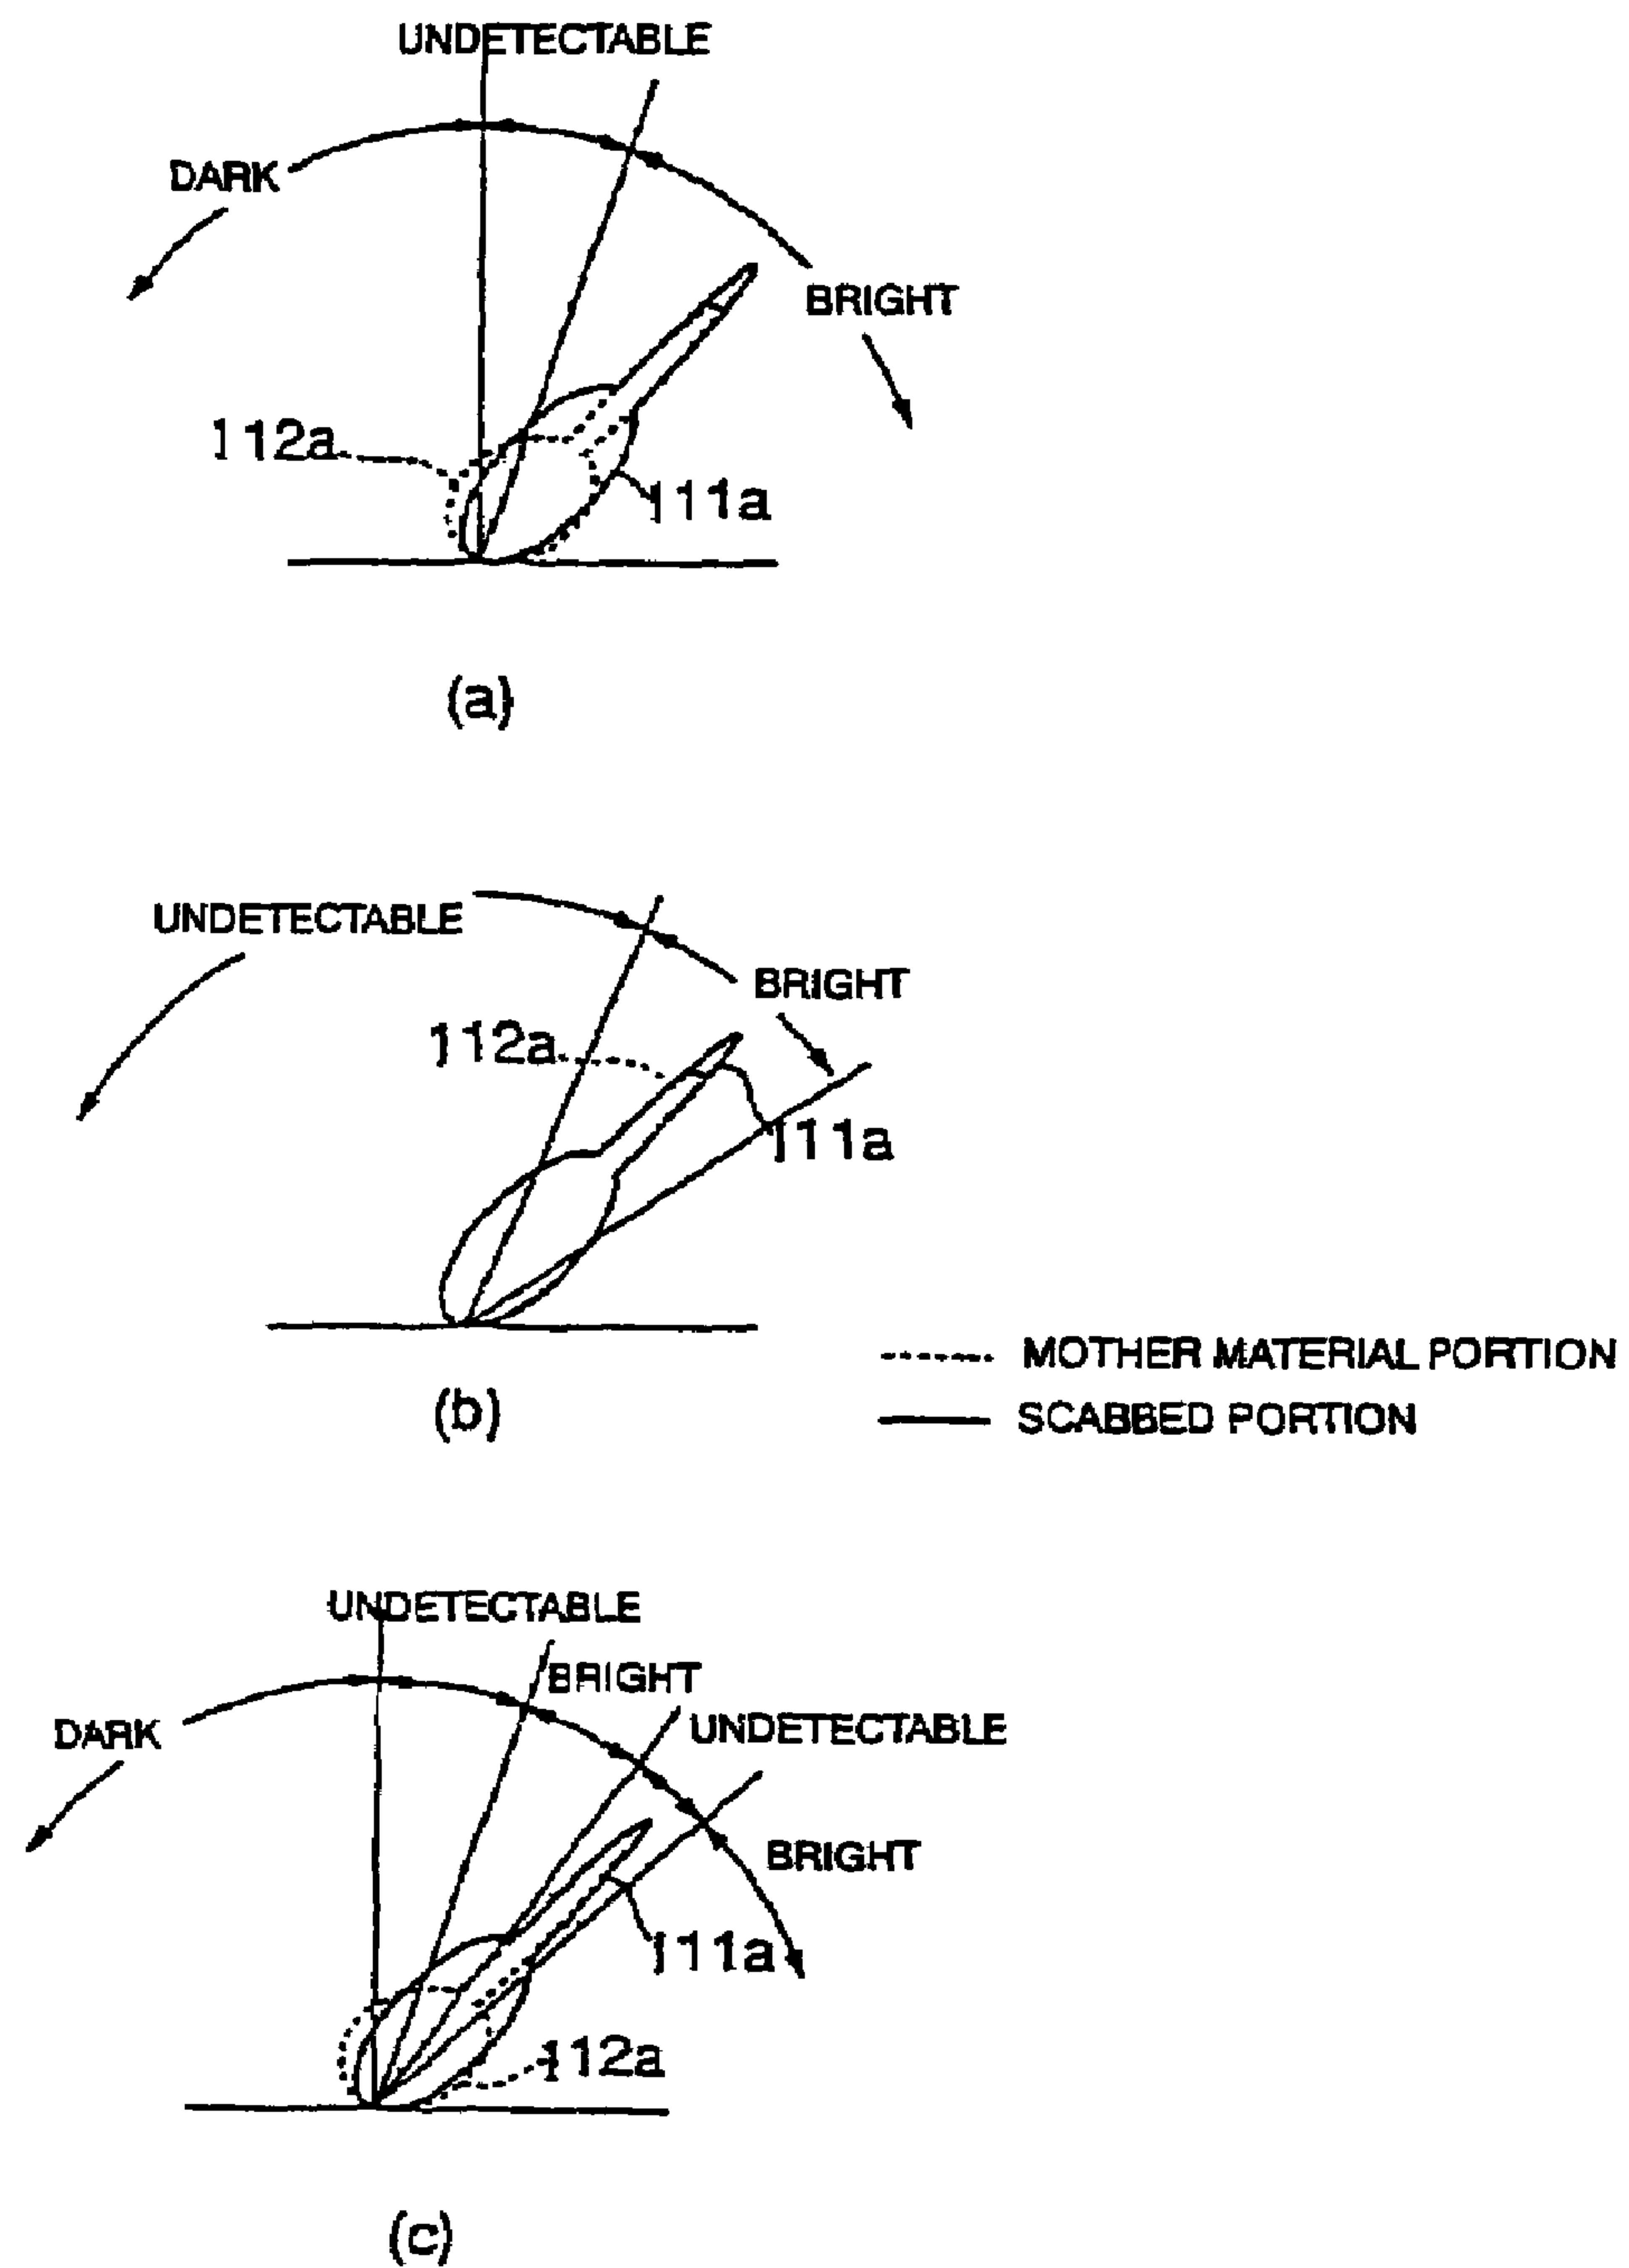 UNDETECTABLE
DARK
BRIGHT
112a
111a
(a)
UNDETECTABLE
BRIGHT
112a
111a
MOTHER MATERIAL PORTION
SCABBED PORTION
(b)
UNDETECTABLE
BRIGHT
UNDETECTABLE
DARK
BRIGHT
111a
112a
(c)